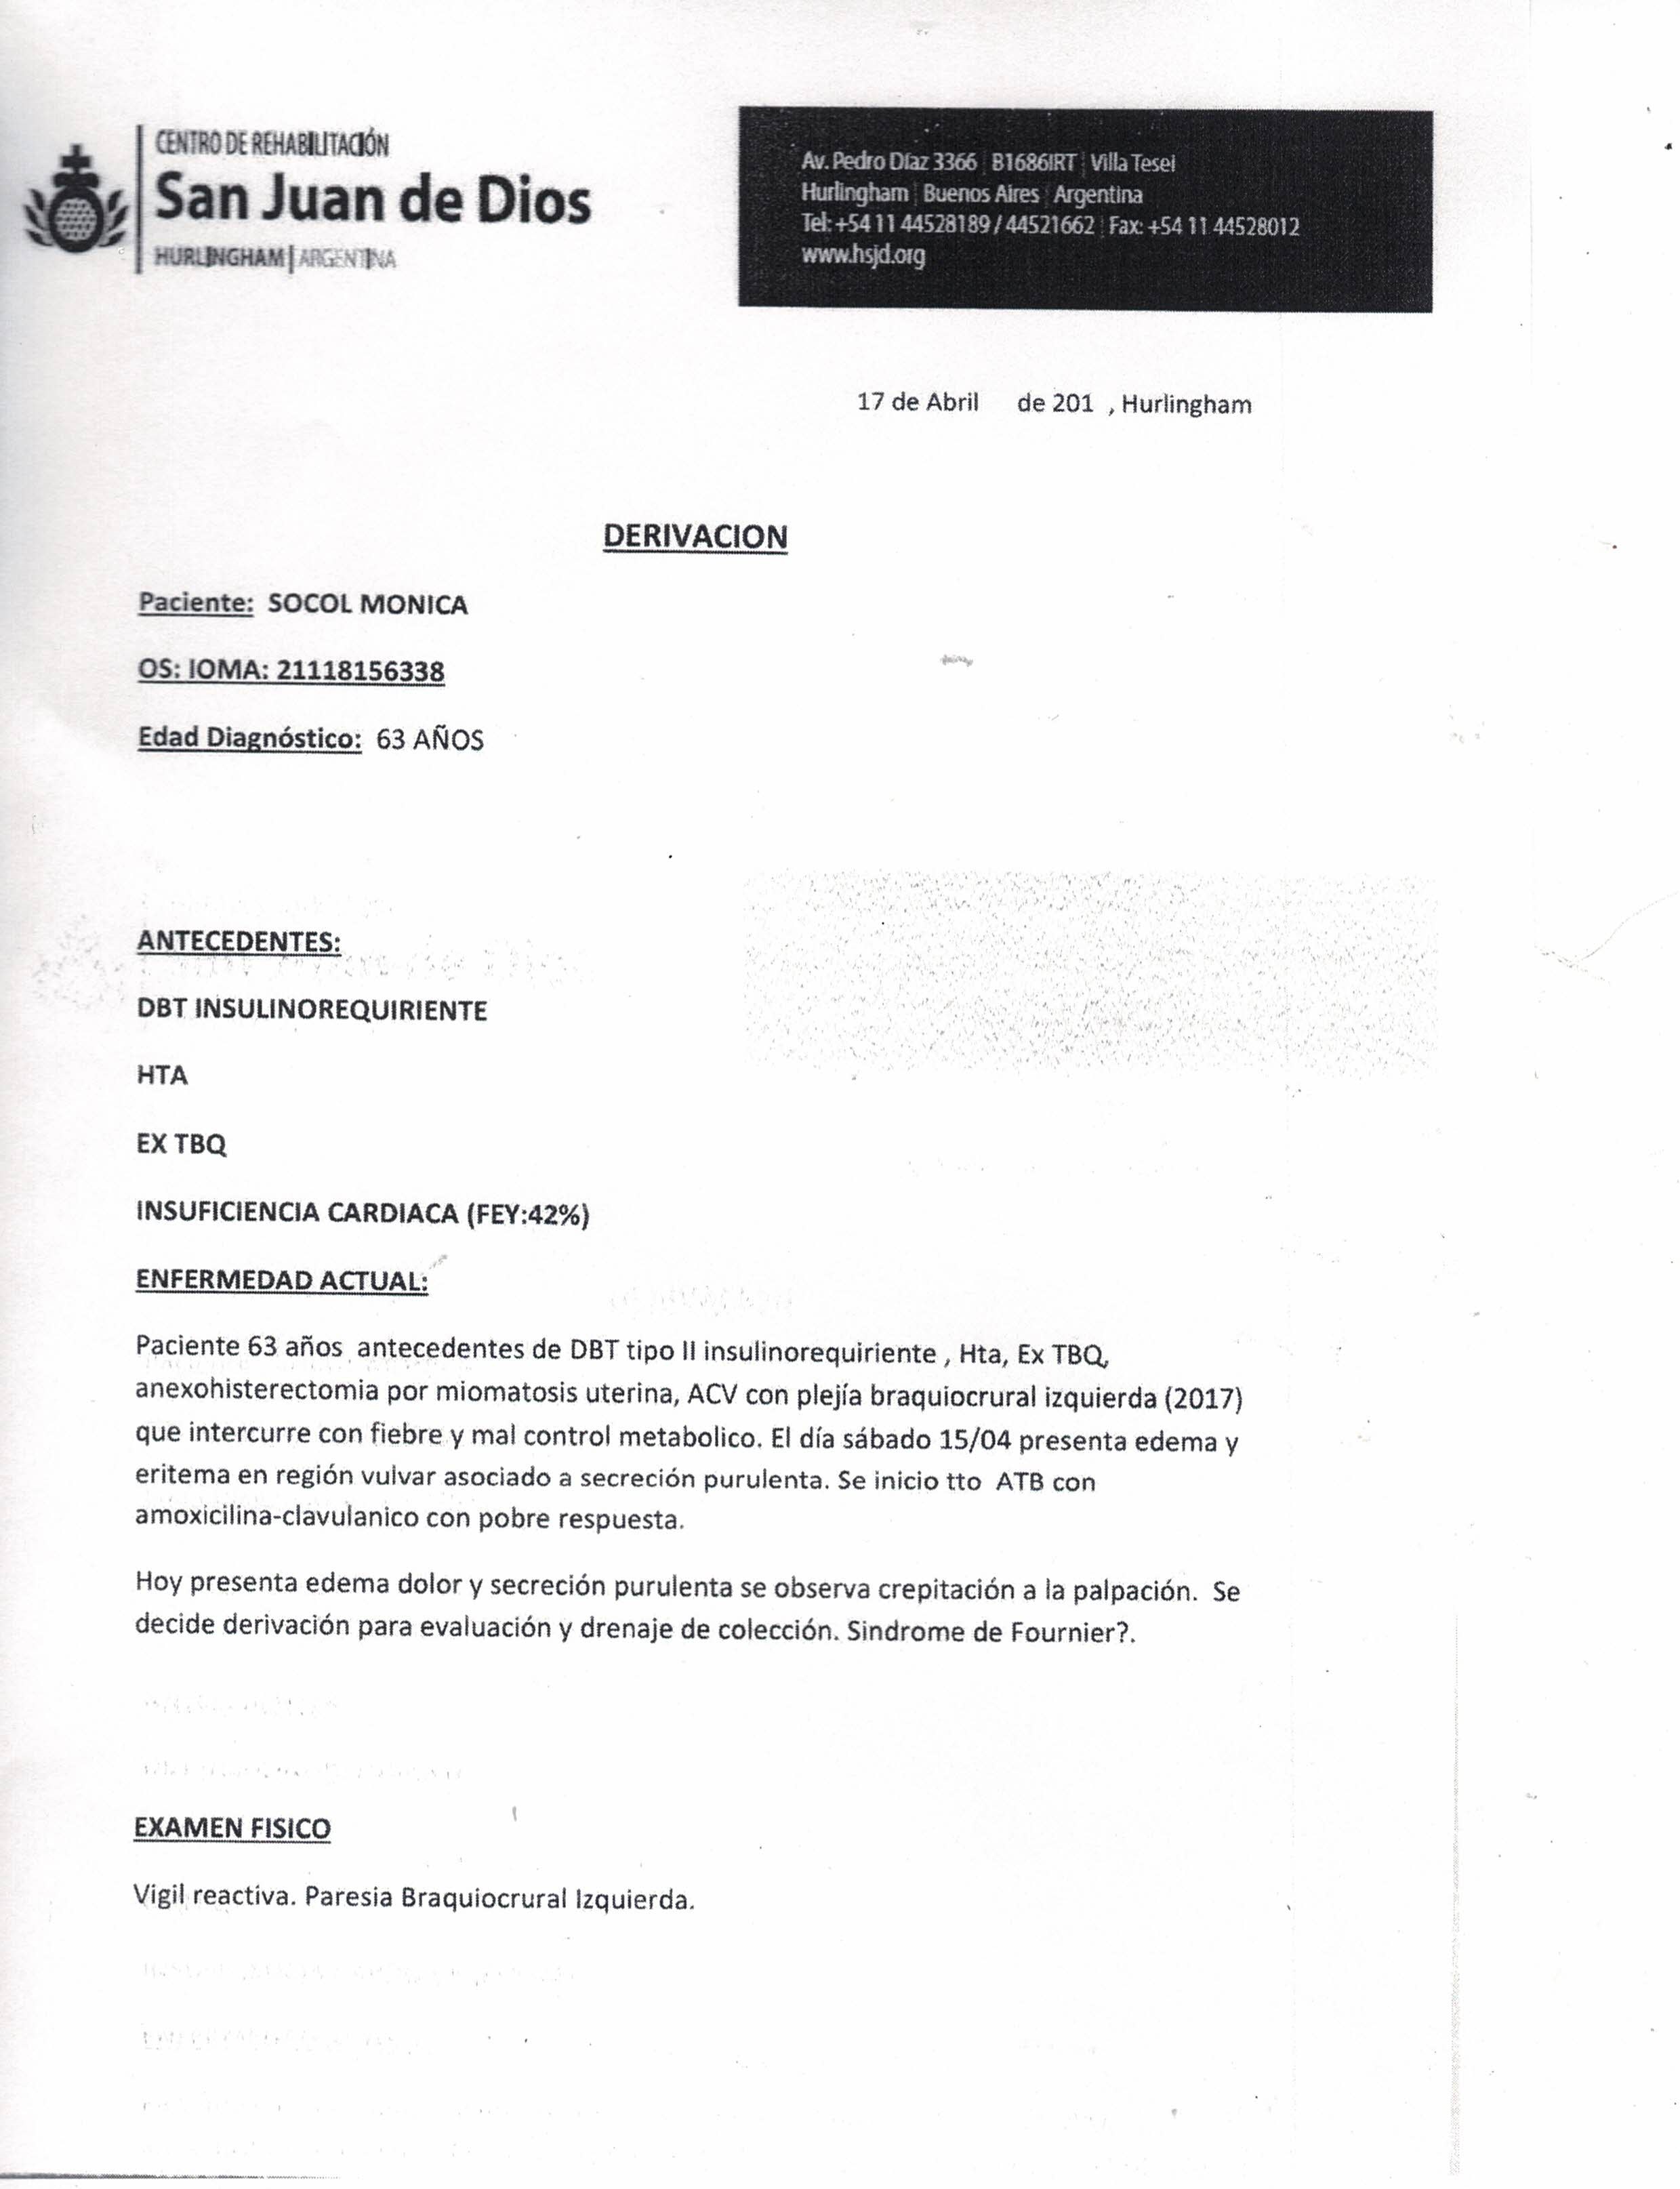 CENTRO DE REHABILITACIÓN
San Juan de Dios
HURLINGHAM | ARGENTINA
Av. Pedro Díaz 3366 | B1686IRT | Villa Tesei
Hurlingham | Buenos Aires | Argentina
Tel: +54 11 44528189 / 44521662 | Fax: +54 11 44528012
www.hsjd.org
17 de Abril de 201 , Hurlingham
DERIVACION
Paciente: SOCOL MONICA
OS: IOMA: 21118156338
Edad Diagnóstico: 63 AÑOS
ANTECEDENTES:
DBT INSULINOREQUIRIENTE
HTA
EX TBQ
INSUFICIENCIA CARDIACA (FEY:42%)
ENFERMEDAD ACTUAL:
Paciente 63 años antecedentes de DBT tipo II insulinorequiriente , Hta, Ex TBQ,
anexohisterectomia por miomatosis uterina, ACV con plejía braquiocrural izquierda (2017)
que intercurre con fiebre y mal control metabolico. El día sábado 15/04 presenta edema y
eritema en región vulvar asociado a secreción purulenta. Se inicio tto ATB con
amoxicilina-clavulanico con pobre respuesta.
Hoy presenta edema dolor y secreción purulenta se observa crepitación a la palpación. Se
decide derivación para evaluación y drenaje de colección. Sindrome de Fournier?.
EXAMEN FISICO
Vigil reactiva. Paresia Braquiocrural Izquierda.